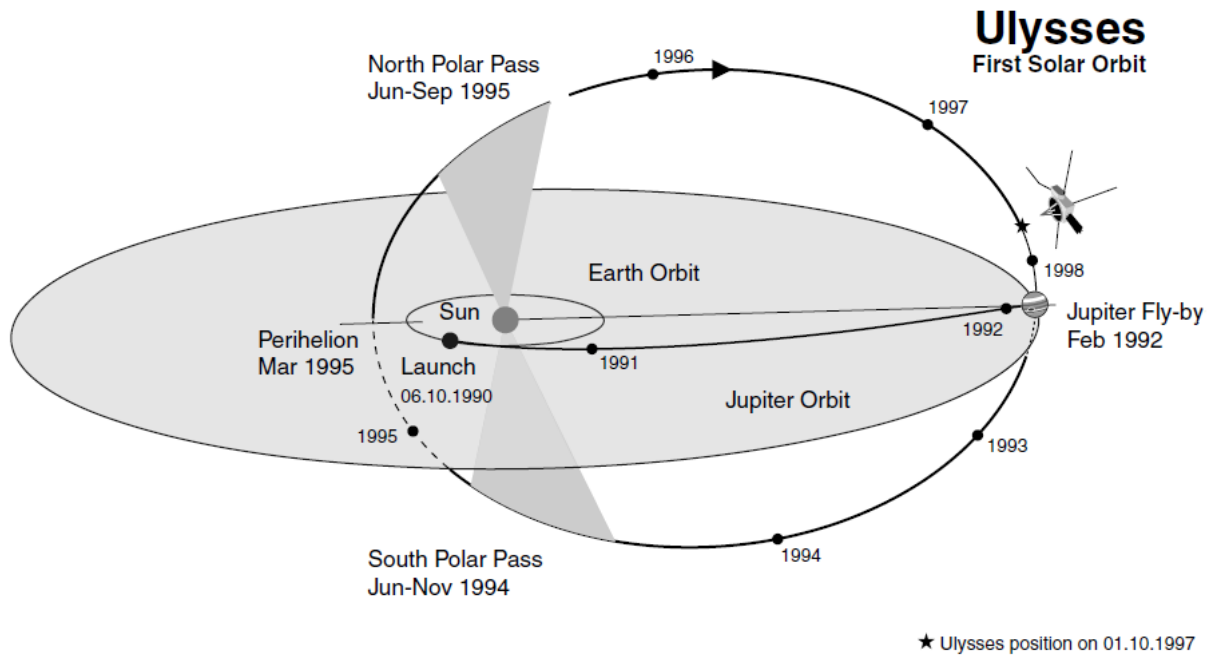 Ulysses
First Solar Orbit
North Polar Pass
Jun-Sep 1995
1996
1997
Earth Orbit
1998
Sun
Jupiter Fly-by
Feb 1992
1992
Perihelion
Mar 1995
Launch
06.10.1990
1991
Jupiter Orbit
1995
1993
1994
South Polar Pass
Jun-Nov 1994
★ Ulysses position on 01.10.1997